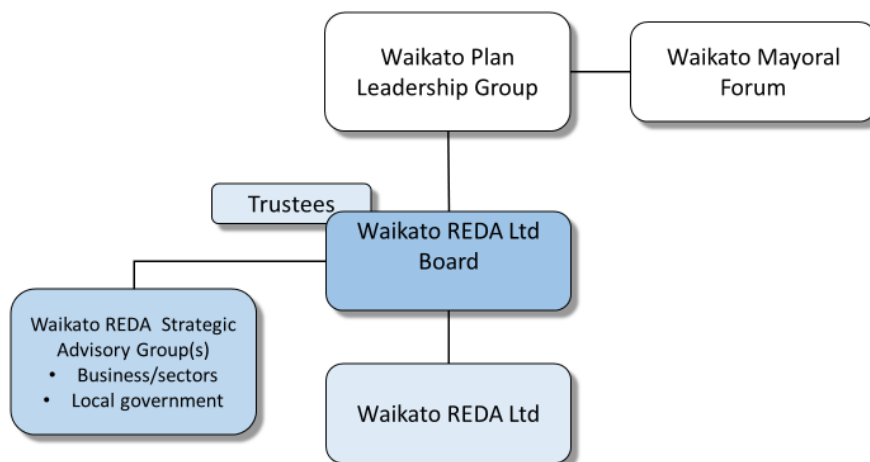 Waikato Plan
Leadership Group
Waikato Mayoral
Forum
Trustees
Waikato REDA Ltd
Board
Waikato REDA  Strategic
Advisory Group(s)
• Business/sectors
• Local government
Waikato REDA Ltd